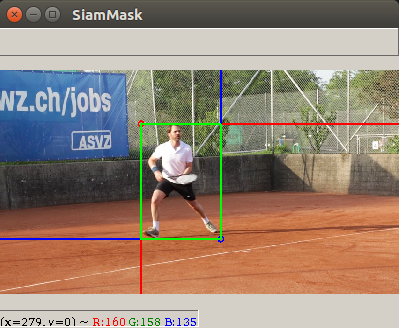 SiamMask
wz.ch/jobs
ASVZ
(x=279, y=0) ~ R:160 G:158 B:135